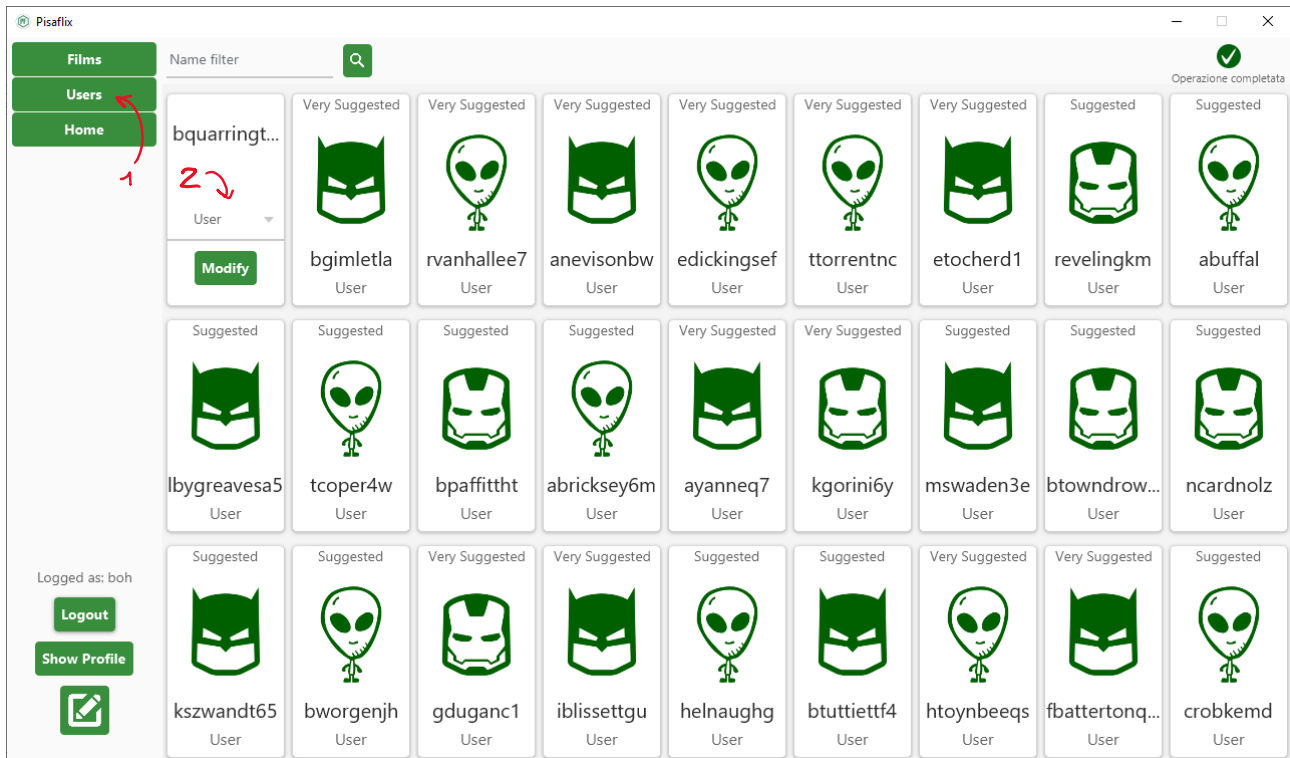 Pisaflix
Films
Users
Home
1
Name filter
Operazione completata
bquarringt...
2
User
Modify
Very Suggested
bgimletla
User
Very Suggested
rvanhallee7
User
Very Suggested
anevisonbw
User
Very Suggested
edickingsef
User
Very Suggested
ttorrentnc
User
Very Suggested
etocherd1
User
Suggested
revelingkm
User
Suggested
abuffal
User
Suggested
lbygreavesa5
User
Suggested
tcoper4w
User
Suggested
bpaffittht
User
Suggested
abricksey6m
User
Very Suggested
ayanneq7
User
Very Suggested
kgorini6y
User
Suggested
mswaden3e
User
Suggested
btowndrow...
User
Suggested
ncardnolz
User
Suggested
kszwandt65
User
Suggested
bworgenjh
User
Very Suggested
gduganc1
User
Very Suggested
iblissettgu
User
Suggested
helnaughg
User
Suggested
btuttiettf4
User
Very Suggested
htoynbeeqs
User
Very Suggested
fbattertonq...
User
Suggested
crobkemd
User
Logged as: boh
Logout
Show Profile